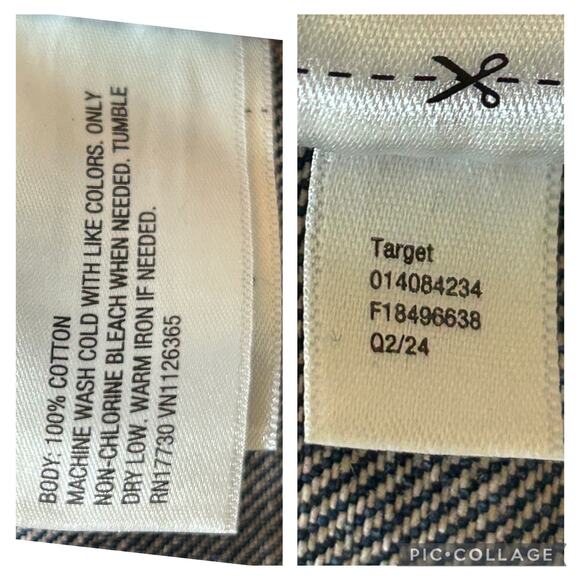 BODY: 100% COTTON
MACHINE WASH COLD WITH LIKE COLORS. ONLY
NON-CHLORINE BLEACH WHEN NEEDED. TUMBLE
DRY LOW. WARM IRON IF NEEDED.
RN17730 VN1126365
Target
014084234
F18496638
Q2/24
PIC•COLLAGE